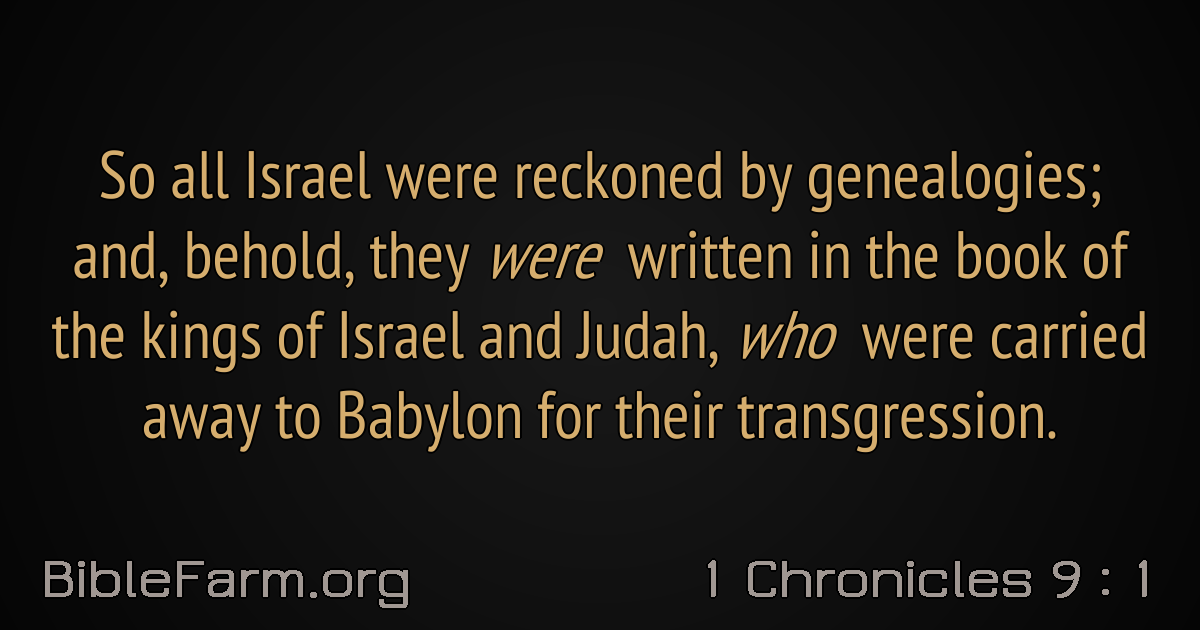 So all Israel were reckoned by genealogies;
and, behold, they were written in the book of
the kings of Israel and Judah, who were carried
away to Babylon for their transgression.
BibleFarm.org
1 Chronicles 9 : 1